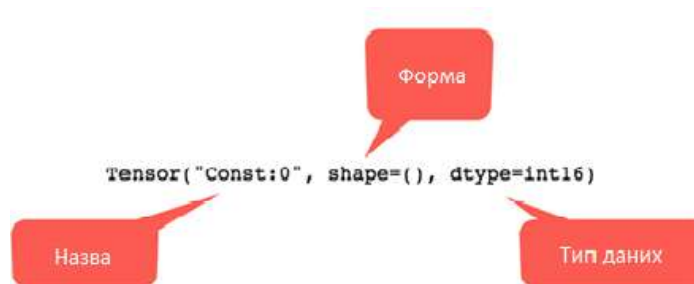 Форма
Tensor("Const:0", shape=(), dtype=int16)
Назва
Тип даних